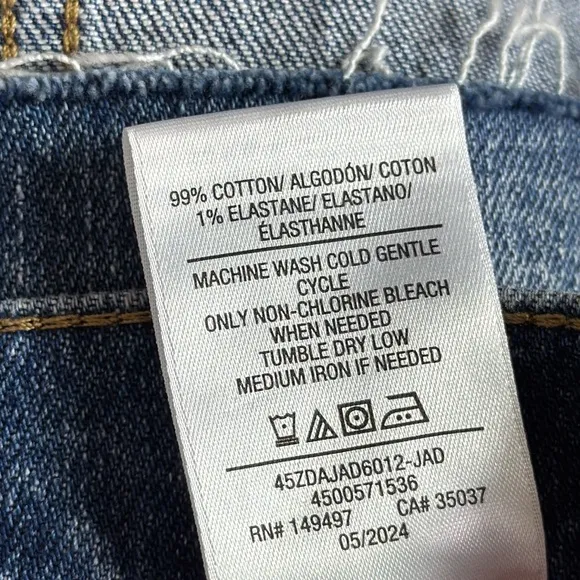 99% COTTON/ ALGODÓN/ COTON
1% ELASTANE/ ELASTANO/
ÉLASTHANNE
MACHINE WASH COLD GENTLE
CYCLE
ONLY NON-CHLORINE BLEACH
WHEN NEEDED
TUMBLE DRY LOW
MEDIUM IRON IF NEEDED
45ZDAJAD6012-JAD
4500571536
RN# 149497 CA# 35037
05/2024